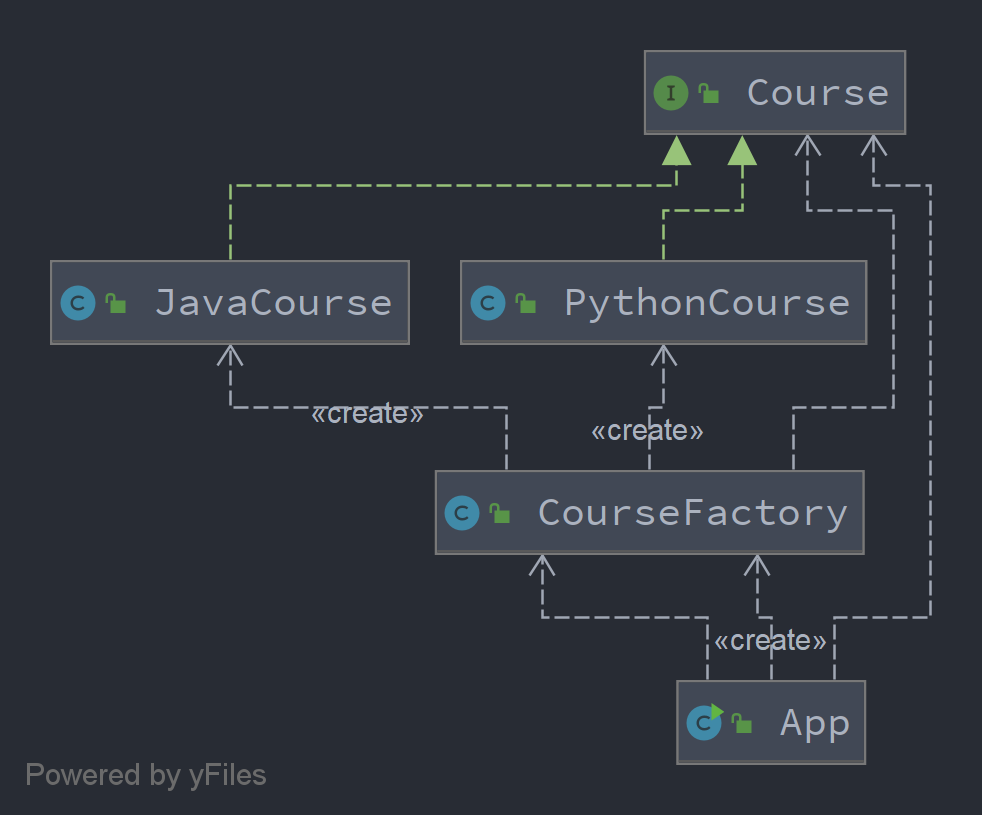 I Course
C JavaCourse
C PythonCourse
«create»
«create»
C CourseFactory
«create»
C App
Powered by yFiles